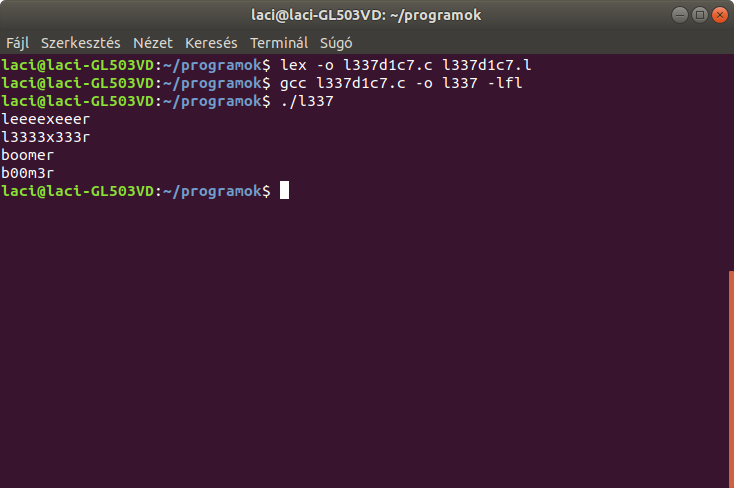 laci@laci-GL503VD: ~/programok
Fájl Szerkesztés Nézet Keresés Terminál Súgó
laci@laci-GL503VD:~/programok$ lex -o l337d1c7.c l337d1c7.l
laci@laci-GL503VD:~/programok$ gcc l337d1c7.c -o l337 -lfl
laci@laci-GL503VD:~/programok$ ./l337
leeeexeeer
l3333x333r
boomer
b00m3r
laci@laci-GL503VD:~/programok$